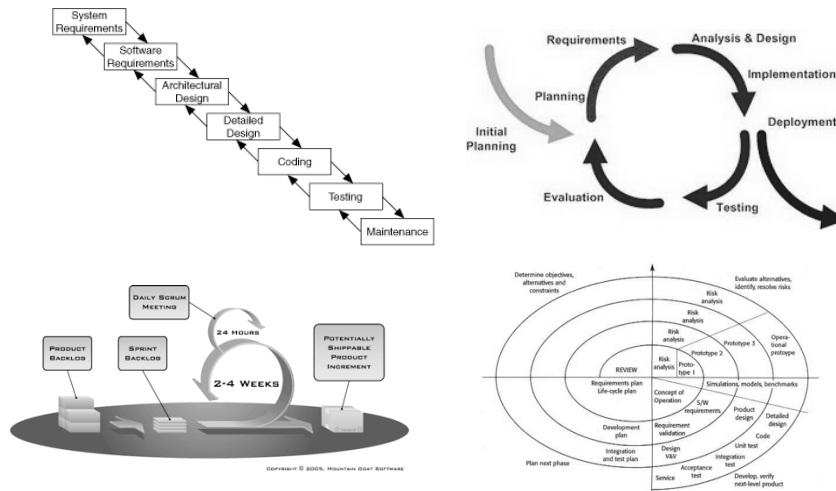 System
Requirements
Software
Requirements
Architectural
Design
Detailed
Design
Coding
Testing
Maintenance
Requirements
Analysis & Design
Implementation
Planning
Deployment
Initial
Planning
Evaluation
Testing
DAILY SCRUM
MEETING
24 HOURS
PRODUCT
BACKLOG
SPRINT
BACKLOG
POTENTIALLY
SHIPPABLE
PRODUCT
INCREMENT
2-4 WEEKS
COPYRIGHT © 2005, MOUNTAIN GOAT SOFTWARE
Determine objectives,
alternatives and
constraints
Evaluate alternatives,
identify, resolve risks
Risk
analysis
Risk
analysis
Risk
analysis
Risk
analysis
Proto-
type 1
Prototype 2
Prototype 3
Opera-
tional
protoype
REVIEW
Requirements plan
Life-cycle plan
Concept of
Operation
Simulations, models, benchmarks
S/W
requirements
Product
design
Detailed
design
Development
plan
Requirement
validation
Code
Unit test
Integration
and test plan
Design
V&V
Integration
test
Acceptance
test
Service
Plan next phase
Develop, verify
next-level product